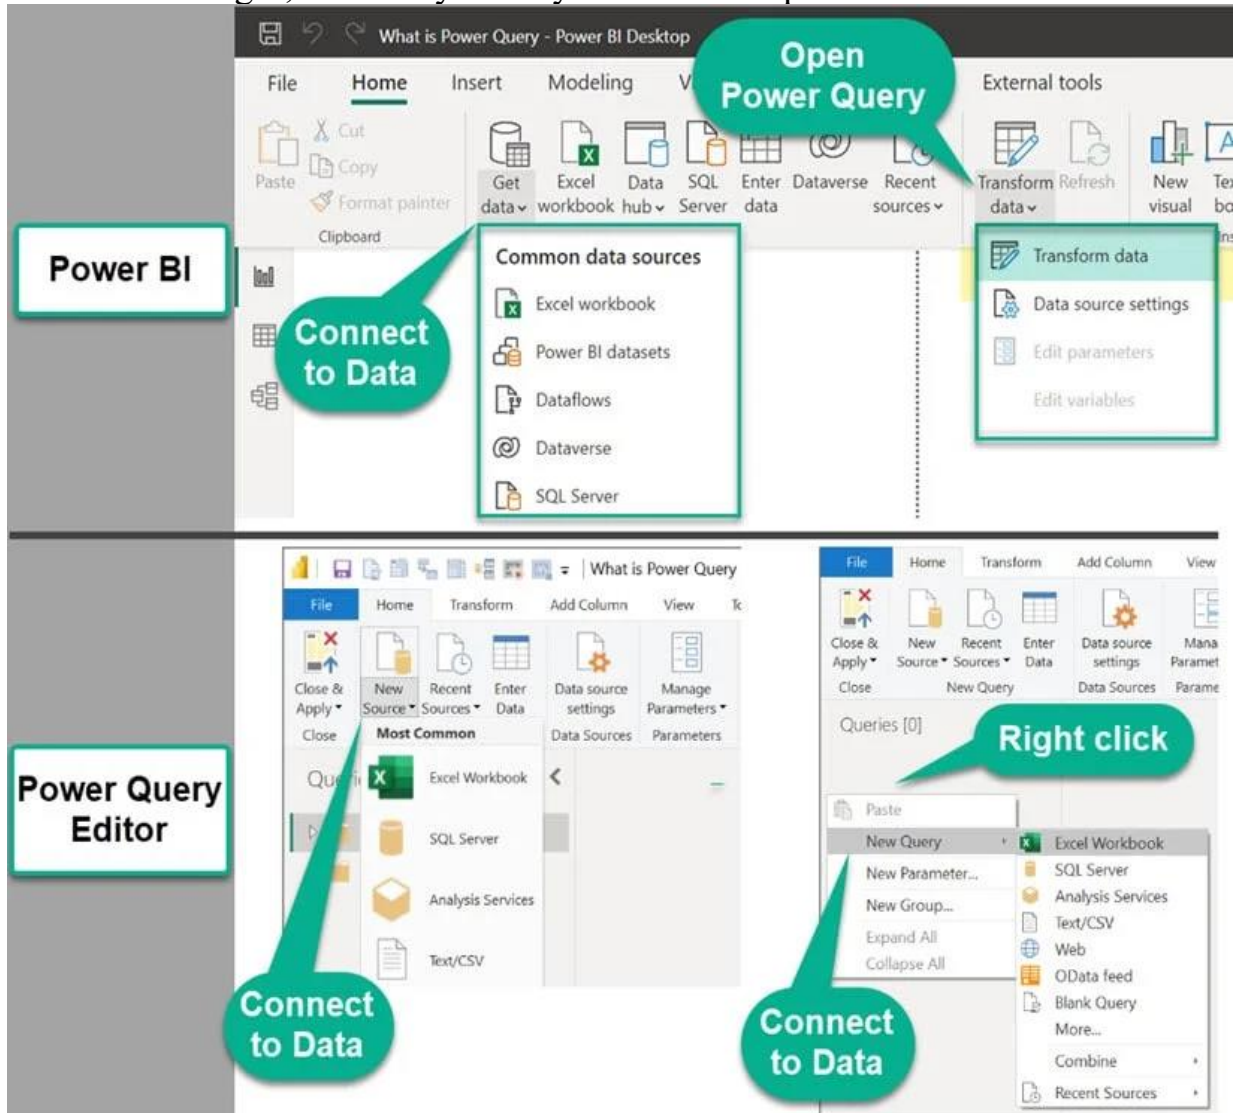 What is Power Query - Power BI Desktop
Open
Power Query
File Home Insert Modeling External tools
Cut
Copy
Format painter
Paste
Clipboard
Get data
Excel workbook
Data hub
SQL Server
Enter data
Dataverse
Recent sources
Transform data
Refresh
New visual
Power BI
Connect
to Data
Common data sources
Excel workbook
Power BI datasets
Dataflows
Dataverse
SQL Server
Transform data
Data source settings
Edit parameters
Edit variables
Power Query
Editor
What is Power Query
File Home Transform Add Column View
Close & Apply
New Source
Recent Sources
Enter Data
Data source settings
Manage Parameters
Close
Data Sources
Parameters
Most Common
Excel Workbook
SQL Server
Analysis Services
Text/CSV
Connect
to Data
File Home Transform Add Column View
Close & Apply
New Source
Recent Sources
Enter Data
Data source settings
Close
New Query
Data Sources
Queries [0]
Right click
Paste
New Query
New Parameter...
New Group...
Expand All
Collapse All
Excel Workbook
SQL Server
Analysis Services
Text/CSV
Web
OData feed
Blank Query
More...
Combine
Recent Sources
Connect
to Data